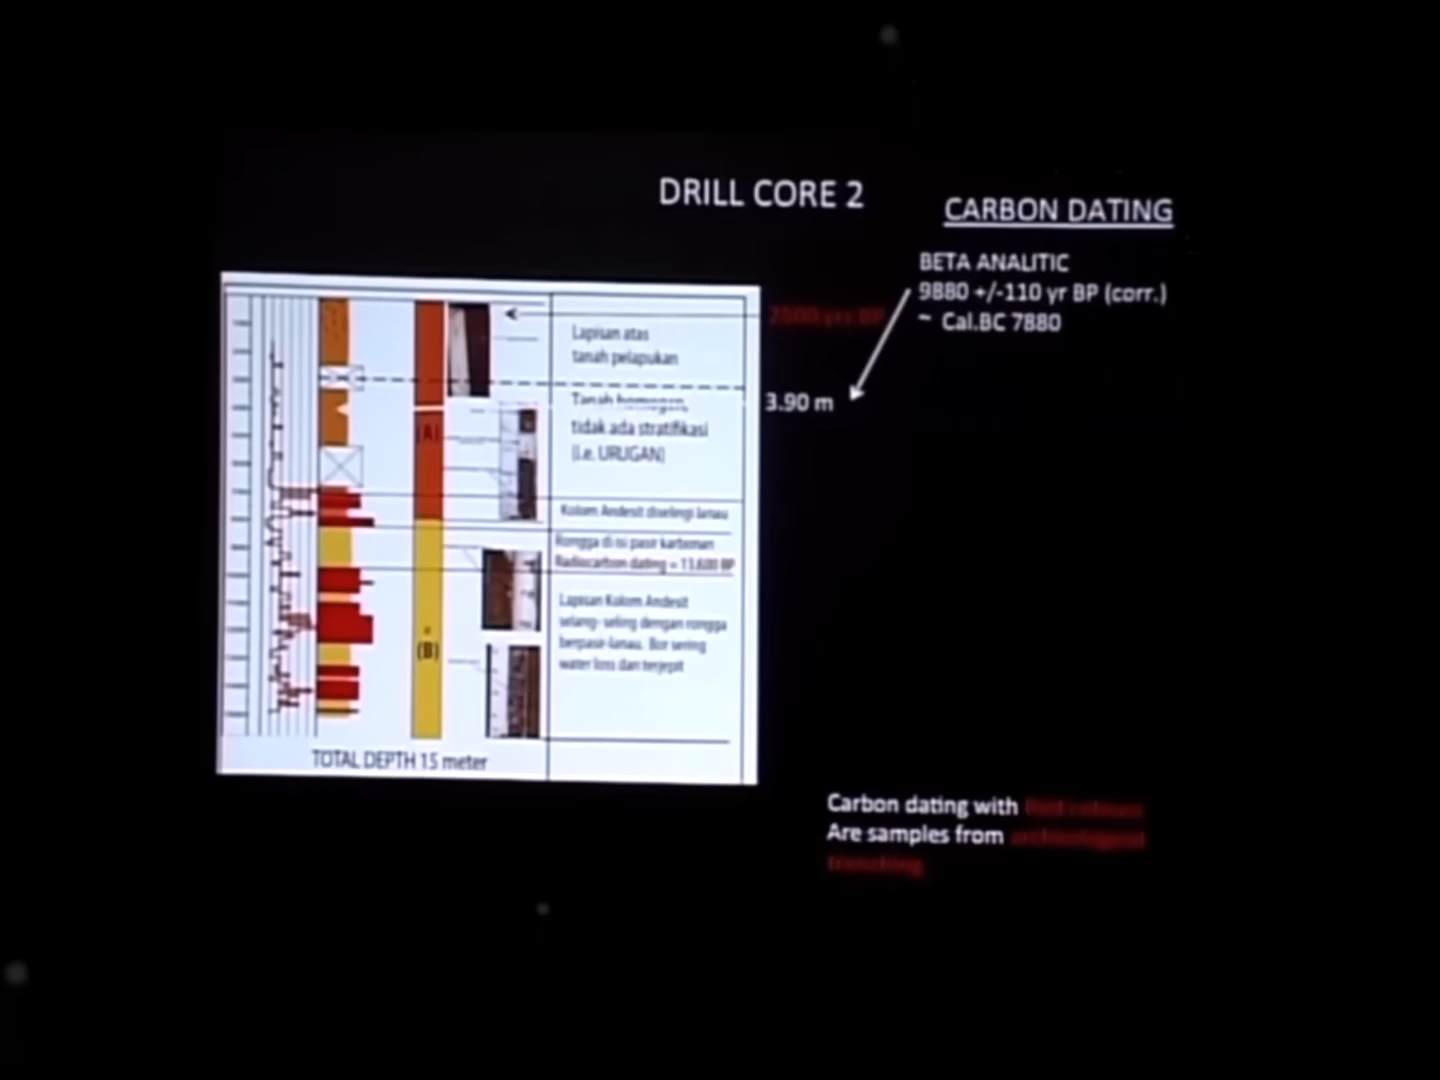 DRILL CORE 2
CARBON DATING
BETA ANALITIC
9880 +/-110 yr BP (corr.)
~ Cal.BC 7880
2500 yrs BP
3.90 m
Lapisan atas
tanah pelapukan
Tanah homogen,
tidak ada stratifikasi
(i.e. URUGAN)
(A)
Kolom Andesit diselingi lanau
Rongga di isi pasir karbonan
Radiocarbon dating = 13,600 BP
Lapisan Kolom Andesit
selang-seling dengan rongga
berpasir-lanau. Bor sering
water loss dan terjepit
(B)
TOTAL DEPTH 15 meter
Carbon dating with
Are samples from